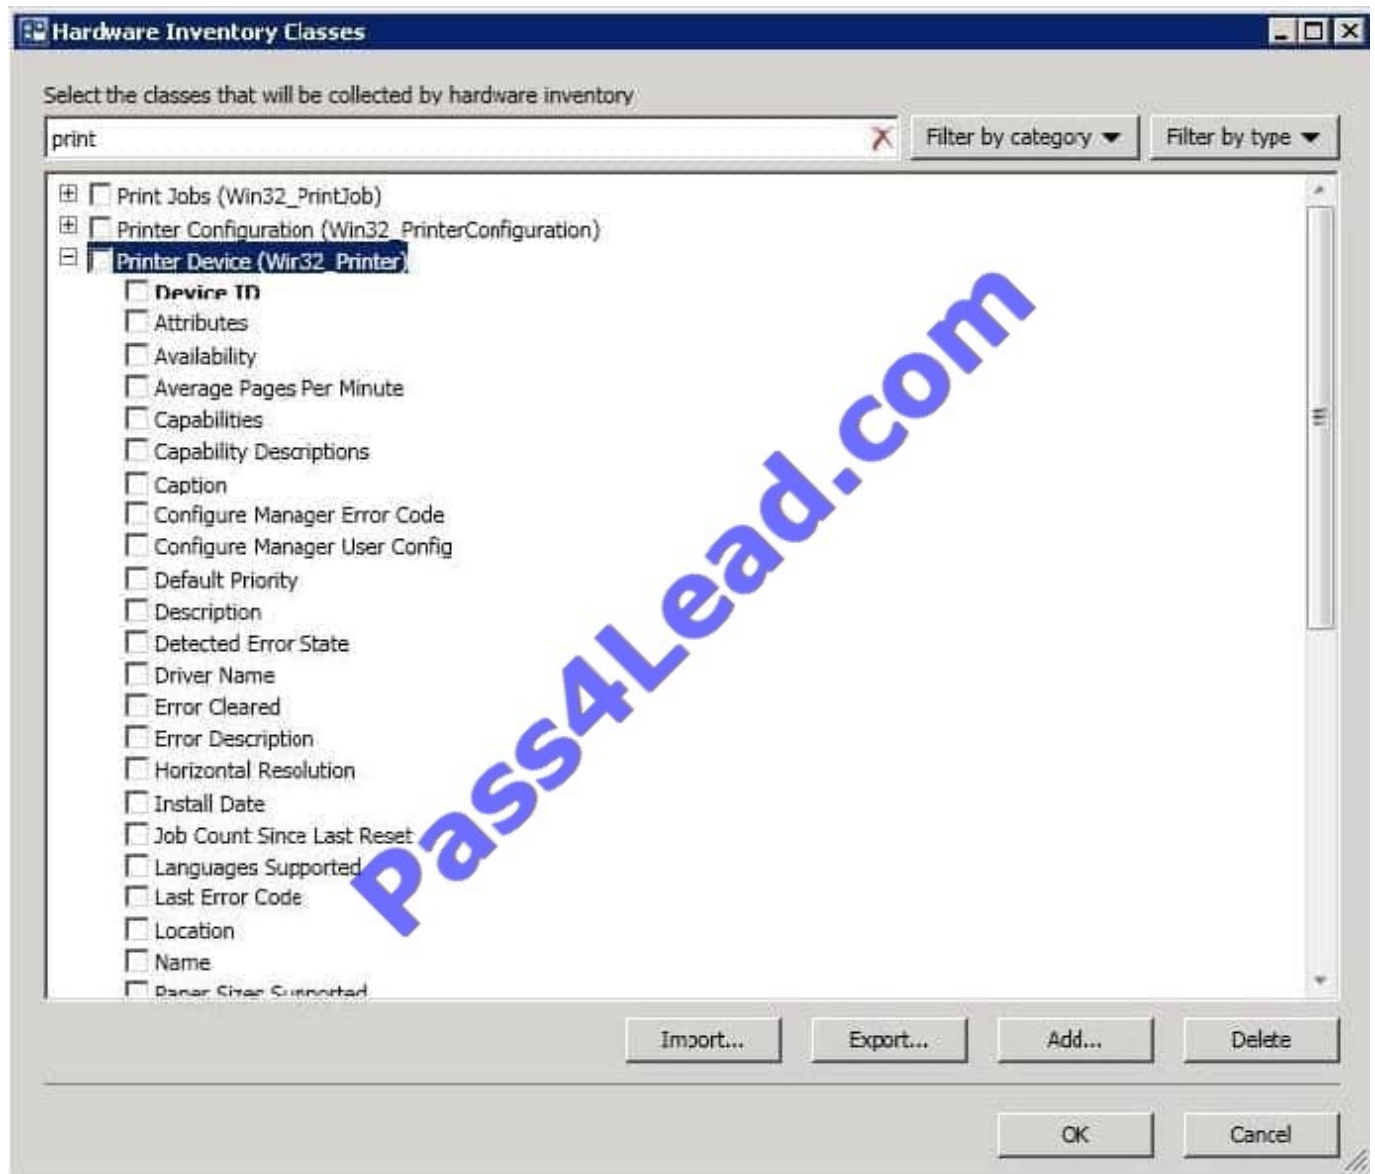 Hardware Inventory Classes
Select the classes that will be collected by hardware inventory
print
Filter by category
Filter by type
Print Jobs (Win32_PrintJob)
Printer Configuration (Win32_PrinterConfiguration)
Printer Device (Win32_Printer)
Device ID
Attributes
Availability
Average Pages Per Minute
Capabilities
Capability Descriptions
Caption
Configure Manager Error Code
Configure Manager User Config
Default Priority
Description
Detected Error State
Driver Name
Error Cleared
Error Description
Horizontal Resolution
Install Date
Job Count Since Last Reset
Languages Supported
Last Error Code
Location
Name
Paper Sizes Supported
Pass4Lead.com
Import...
Export...
Add...
Delete
OK
Cancel